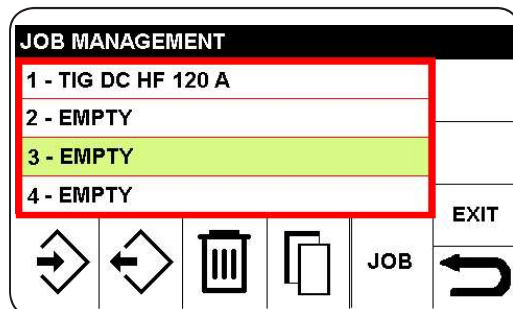 JOB MANAGEMENT
1 - TIG DC HF 120 A
2 - EMPTY
3 - EMPTY
4 - EMPTY
EXIT
JOB